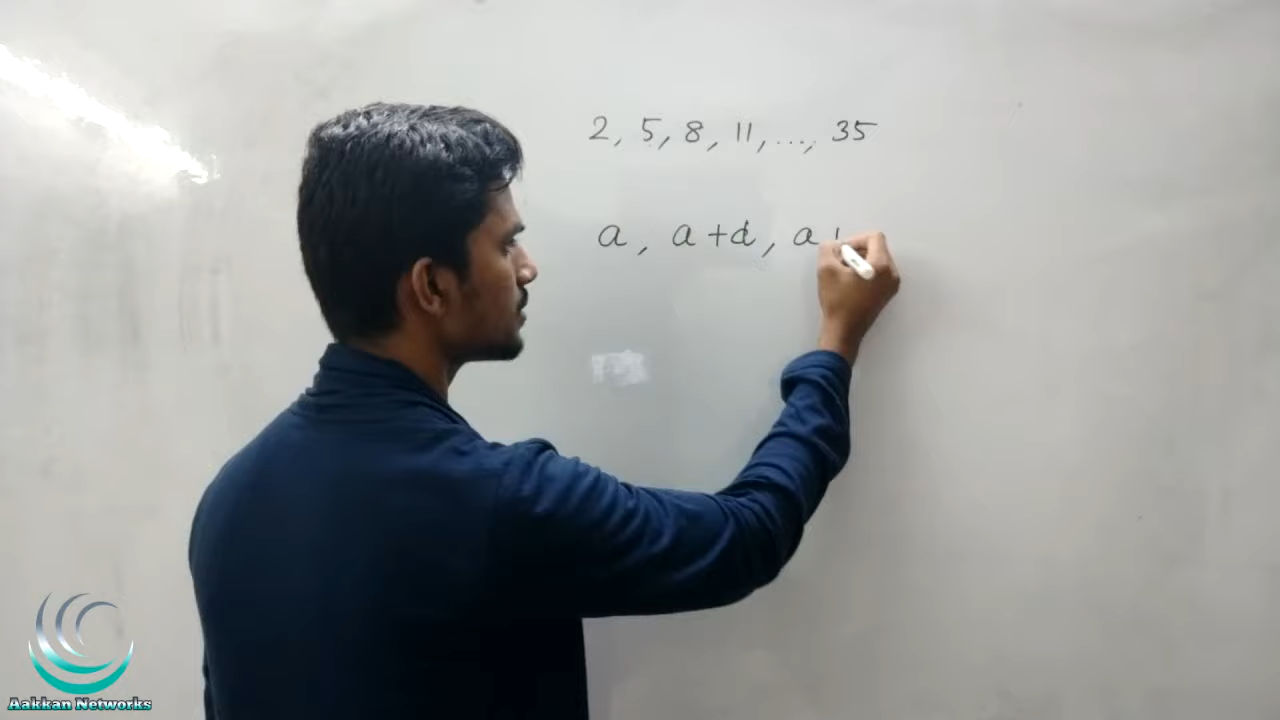 2, 5, 8, 11, ..., 35
a, a+d, a
Aakkan Networks